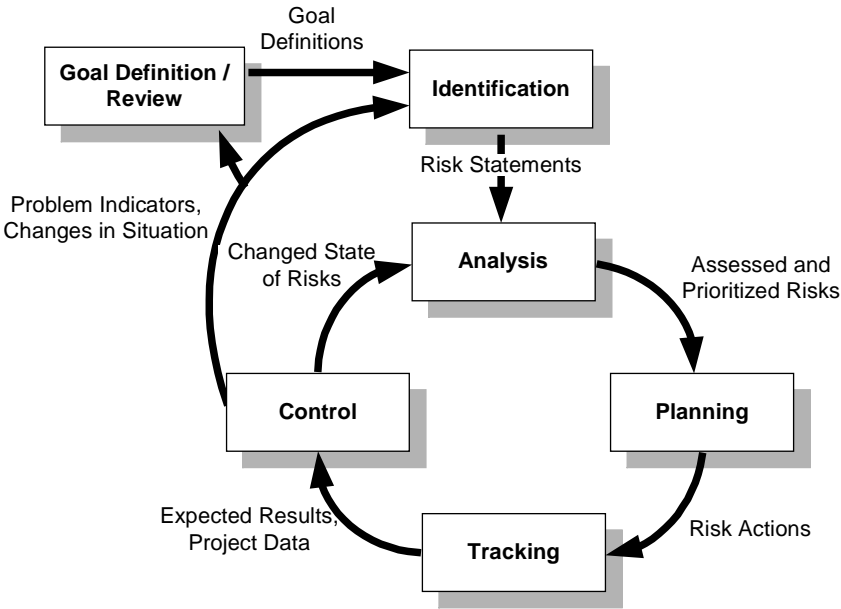 Goal
Definitions
Goal Definition /
Review
Identification
Risk Statements
Problem Indicators,
Changes in Situation
Changed State
of Risks
Analysis
Assessed and
Prioritized Risks
Control
Planning
Expected Results,
Project Data
Tracking
Risk Actions